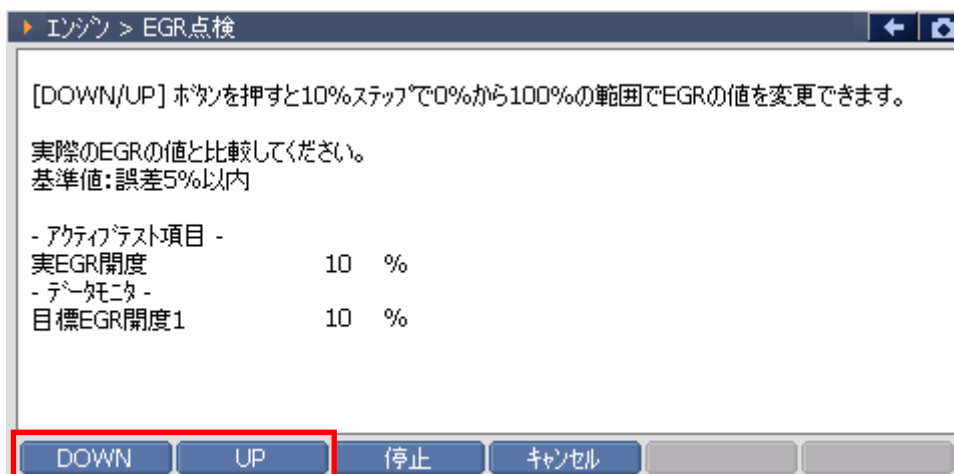 エンジン > EGR点検
[DOWN/UP] ボタンを押すと10%ステップで0%から100%の範囲でEGRの値を変更できます。
実際のEGRの値と比較してください。
基準値:誤差5%以内
- アクティブテスト項目 -
実EGR開度 10 %
- データモニタ -
目標EGR開度1 10 %
DOWN UP 停止 キャンセル